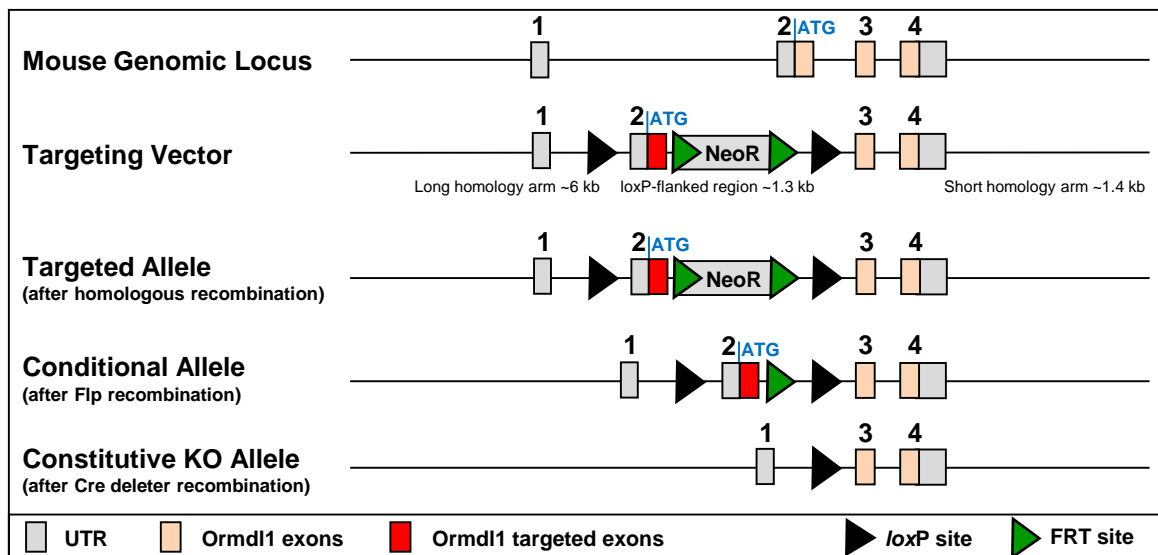 1 2 ATG 3 4
Mouse Genomic Locus
1 2 ATG 3 4
Targeting Vector NeoR
Long homology arm ~6 kb loxP-flanked region ~1.3 kb Short homology arm ~1.4 kb
1 2 ATG 3 4
Targeted Allele NeoR
(after homologous recombination)
1 2 ATG 3 4
Conditional Allele
(after Flp recombination)
1 3 4
Constitutive KO Allele
(after Cre deleter recombination)
UTR Ormdl1 exons Ormdl1 targeted exons loxP site FRT site